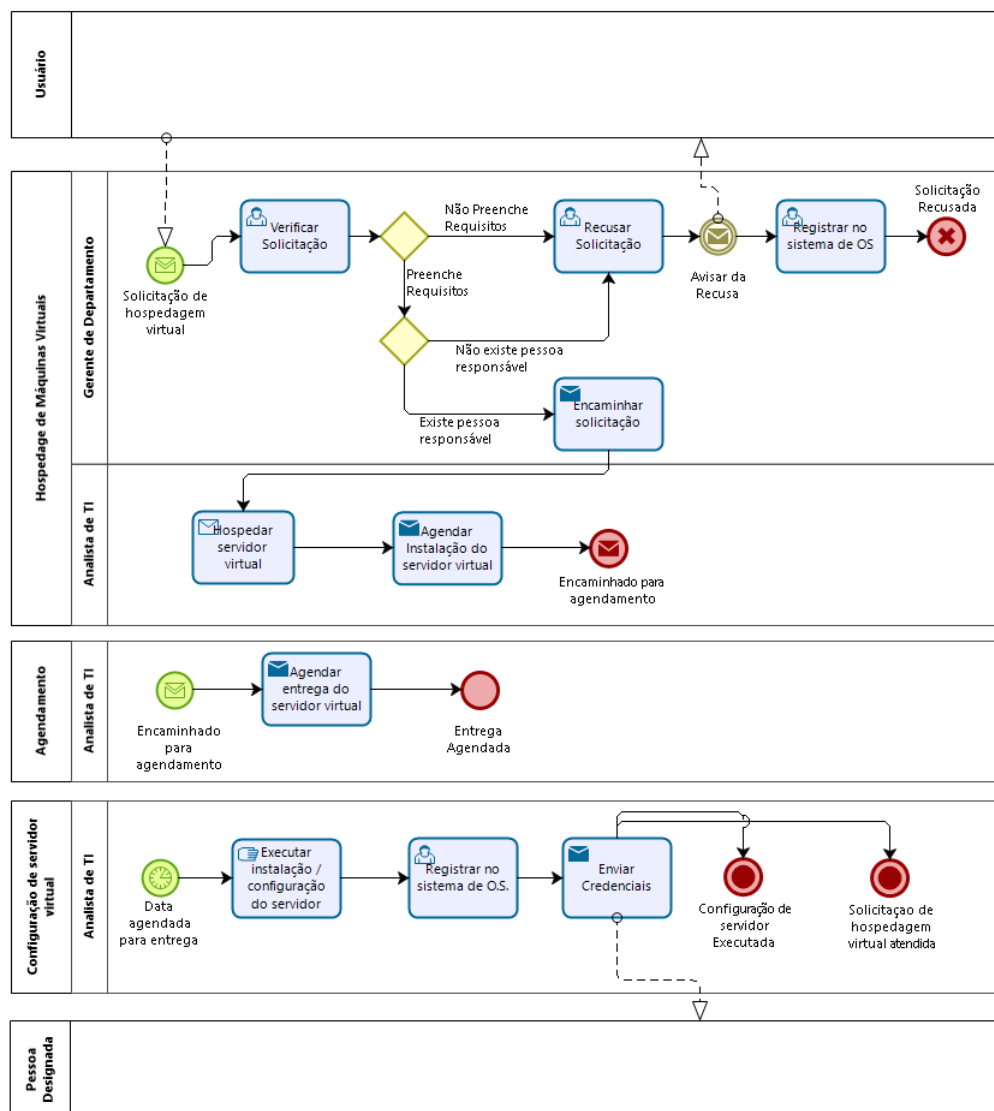 Usuário
Hospedage de Máquinas Virtuais
Gerente de Departamento
Solicitação de
hospedagem
virtual
Verificar
Solicitação
Não Preenche
Requisitos
Preenche
Requisitos
Recusar
Solicitação
Avisar da
Recusa
Registrar no
sistema de OS
Solicitação
Recusada
Não existe pessoa
responsável
Existe pessoa
responsável
Encaminhar
solicitação
Analista de TI
Hospedar
servidor
virtual
Agendar
Instalação do
servidor virtual
Encaminhado para
agendamento
Agendamento
Analista de TI
Encaminhado
para
agendamento
Agendar
entrega do
servidor virtual
Entrega
Agendada
Configuração de servidor
virtual
Analista de TI
Data
agendada
para entrega
Executar
instalação /
configuração
do servidor
Registrar no
sistema de O.S.
Enviar
Credenciais
Configuração de
servidor
Executada
Solicitaçao de
hospedagem
virtual atendida
Pessoa
Designada